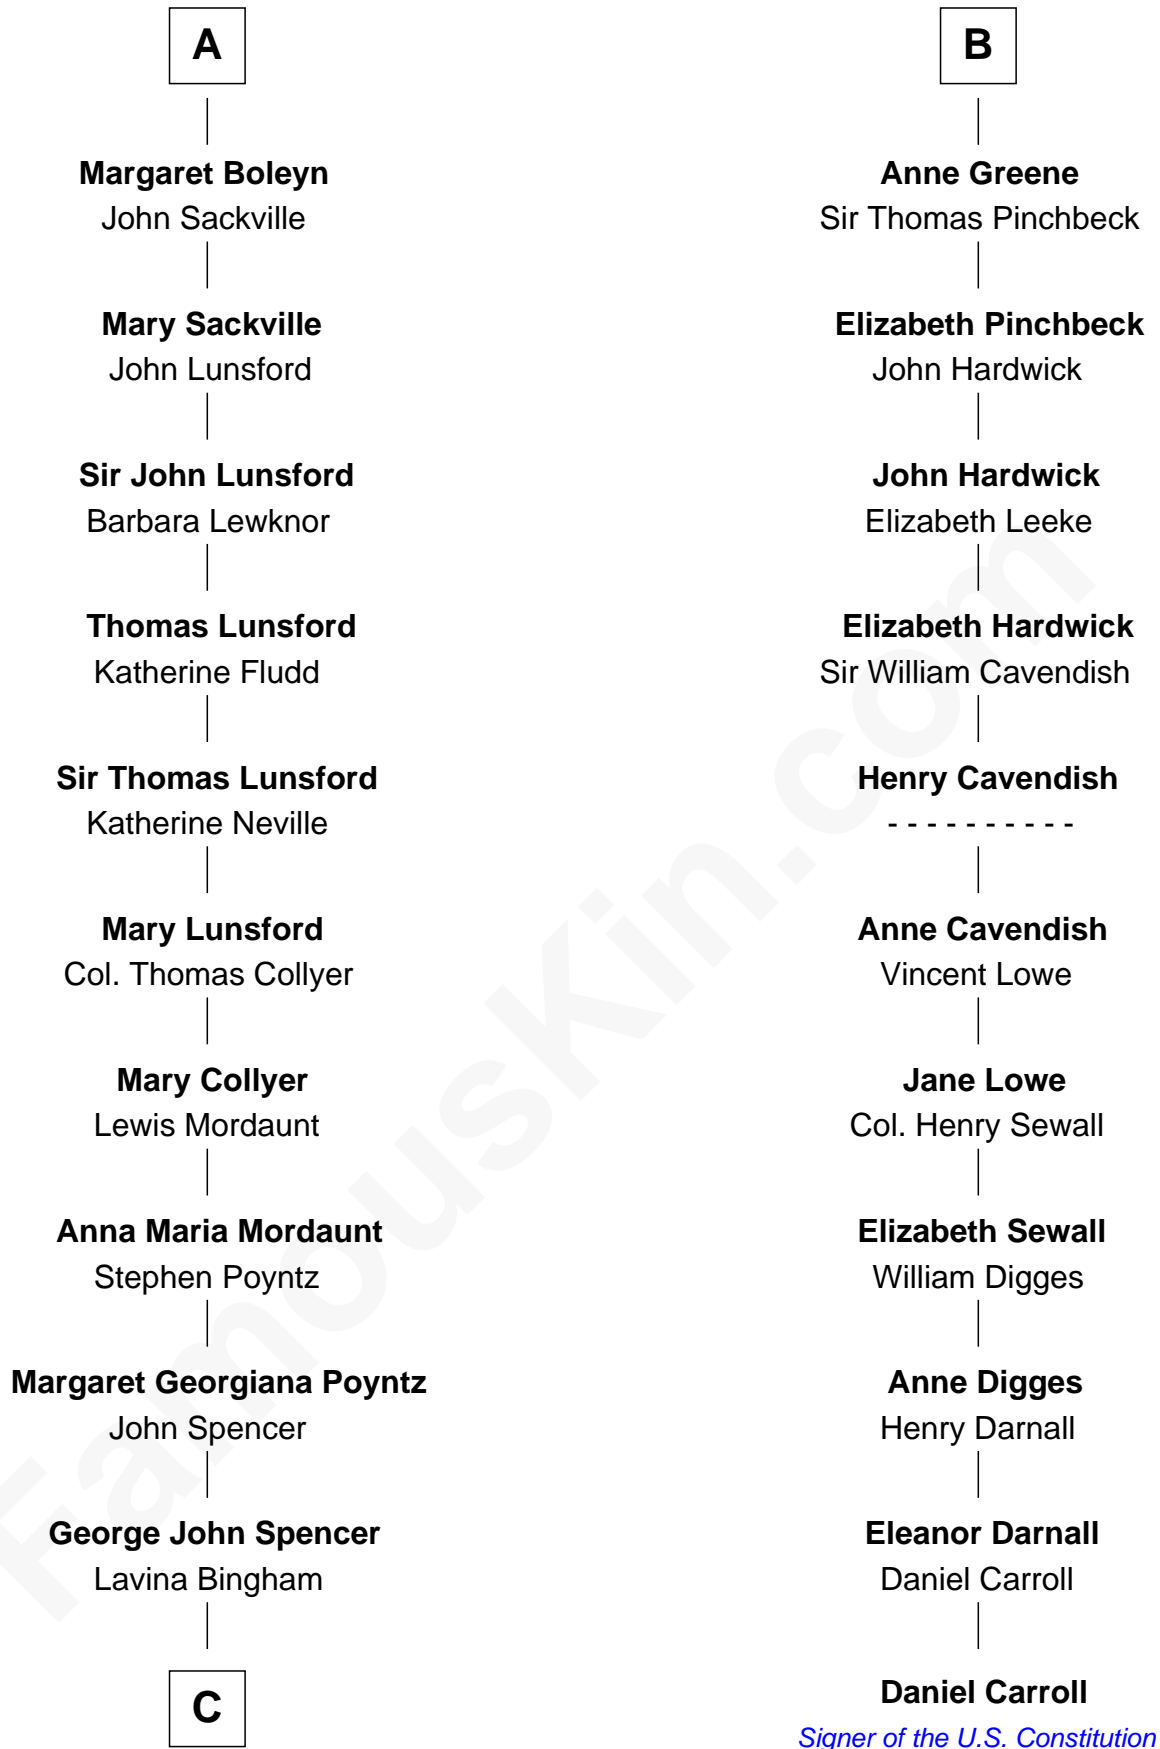 A
Margaret Boleyn
John Sackville
Mary Sackville
John Lunsford
Sir John Lunsford
Barbara Lewknor
Thomas Lunsford
Katherine Fludd
Sir Thomas Lunsford
Katherine Neville
Mary Lunsford
Col. Thomas Collyer
Mary Collyer
Lewis Mordaunt
Anna Maria Mordaunt
Stephen Poyntz
Margaret Georgiana Poyntz
John Spencer
George John Spencer
Lavina Bingham
C
B
Anne Greene
Sir Thomas Pinchbeck
Elizabeth Pinchbeck
John Hardwick
John Hardwick
Elizabeth Leeke
Elizabeth Hardwick
Sir William Cavendish
Henry Cavendish
- - - - - - - - - -
Anne Cavendish
Vincent Lowe
Jane Lowe
Col. Henry Sewall
Elizabeth Sewall
William Digges
Anne Digges
Henry Darnall
Eleanor Darnall
Daniel Carroll
Daniel Carroll
Signer of the U.S. Constitution
FamousKin.com